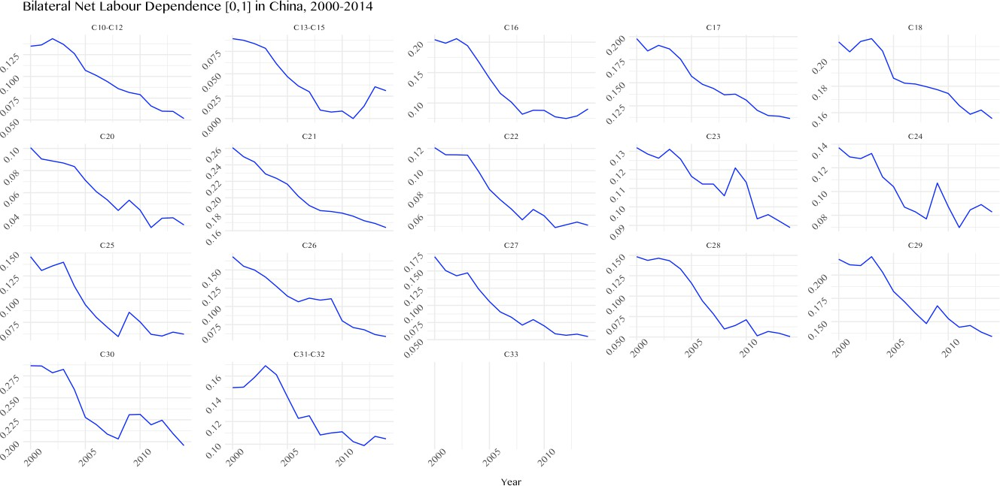 Bilateral Net Labour Dependence [0,1] in China, 2000-2014
C10-C12
0.125
0.100
0.075
0.050
C13-C15
0.075
0.050
0.025
0.000
C16
0.20
0.15
0.10
C17
0.200
0.175
0.150
0.125
C18
0.20
0.18
0.16
C20
0.10
0.08
0.06
0.04
C21
0.26
0.24
0.22
0.20
0.18
0.16
C22
0.12
0.10
0.08
0.06
C23
0.13
0.12
0.11
0.10
0.09
C24
0.14
0.12
0.10
0.08
C25
0.150
0.125
0.100
0.075
C26
0.150
0.125
0.100
0.075
C27
0.175
0.150
0.125
0.100
0.075
0.050
C28
0.150
0.125
0.100
0.075
0.050
2000 2005 2010
C29
0.200
0.175
0.150
2000 2005 2010
C30
0.275
0.250
0.225
0.200
2000 2005 2010
C31-C32
0.16
0.14
0.12
0.10
2000 2005 2010
C33
2000 2005 2010
Year